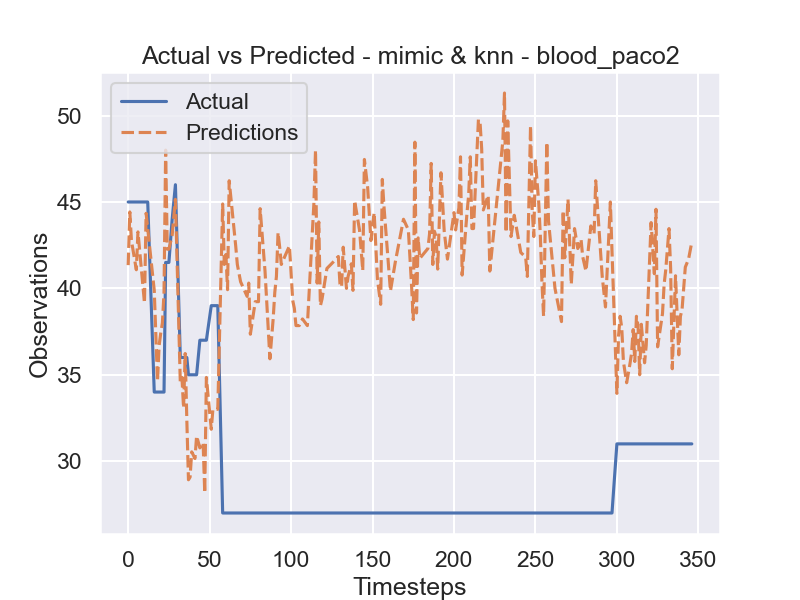 Actual vs Predicted - mimic & knn - blood_paco2
Actual
Predictions
Observations
50
45
40
35
30
0 50 100 150 200 250 300 350
Timesteps